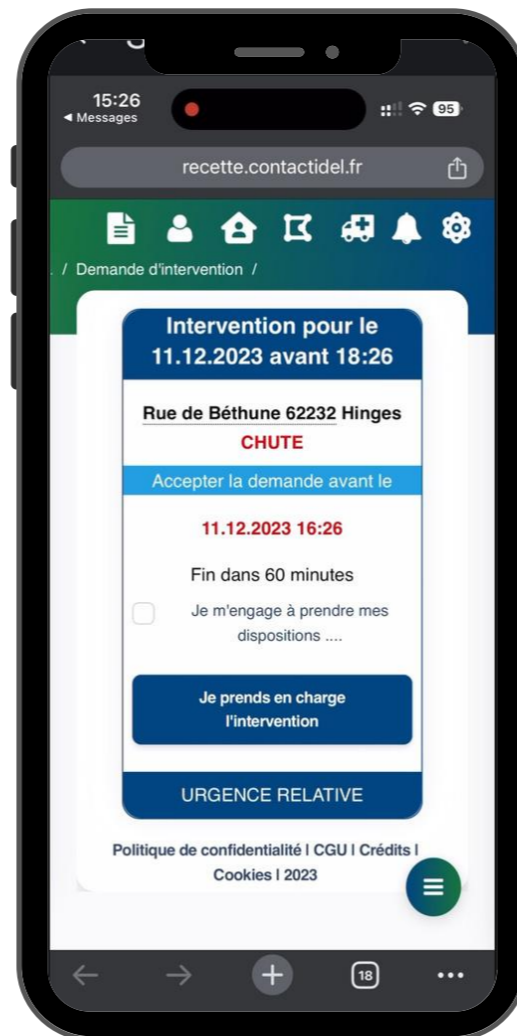 15:26
◀ Messages
95
recette.contactidel.fr
/ Demande d'intervention /
Intervention pour le
11.12.2023 avant 18:26
Rue de Béthune 62232 Hinges
CHUTE
Accepter la demande avant le
11.12.2023 16:26
Fin dans 60 minutes
Je m'engage à prendre mes
dispositions ....
Je prends en charge
l'intervention
URGENCE RELATIVE
Politique de confidentialité I CGU I Crédits I
Cookies I 2023
18